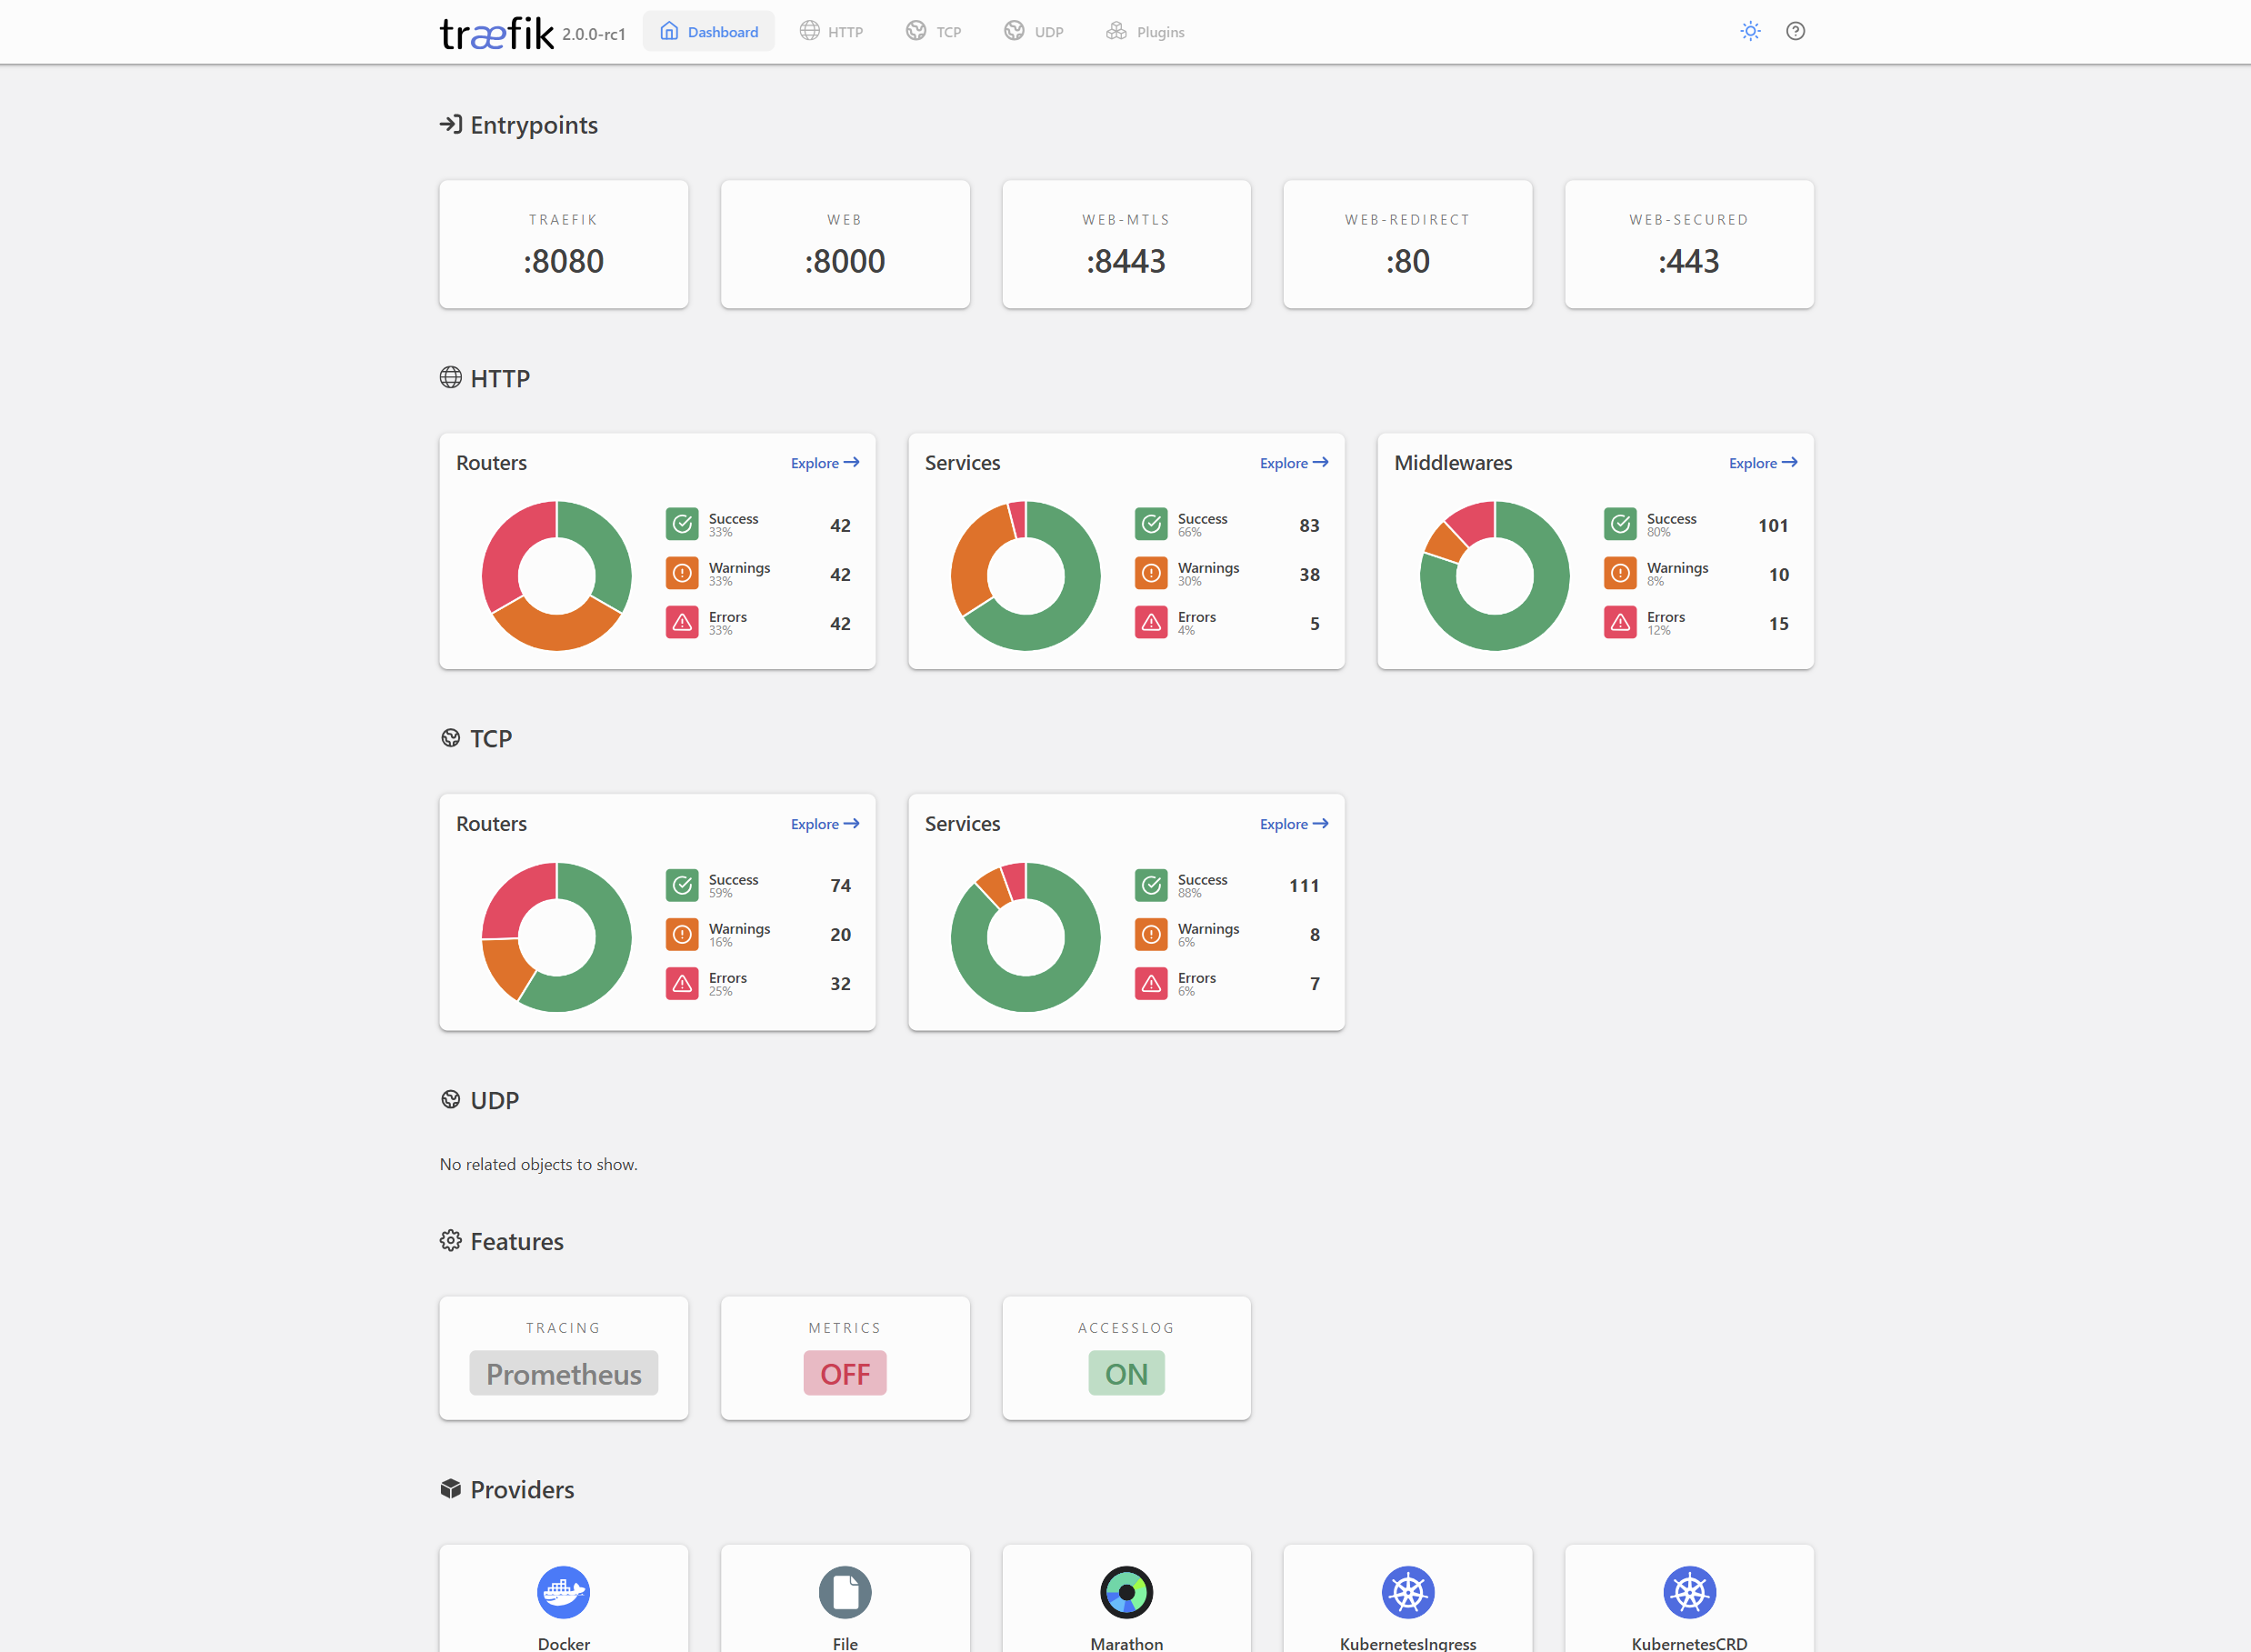 træfik 2.0.0-rc1 Dashboard HTTP TCP UDP Plugins
Entrypoints
TRAEFIK
:8080
WEB
:8000
WEB-MTLS
:8443
WEB-REDIRECT
:80
WEB-SECURED
:443
HTTP
Routers Explore
Success 42
33%
Warnings 42
33%
Errors 42
33%
Services Explore
Success 83
66%
Warnings 38
30%
Errors 5
4%
Middlewares Explore
Success 101
80%
Warnings 10
8%
Errors 15
12%
TCP
Routers Explore
Success 74
59%
Warnings 20
16%
Errors 32
25%
Services Explore
Success 111
88%
Warnings 8
6%
Errors 7
6%
UDP
No related objects to show.
Features
TRACING
Prometheus
METRICS
OFF
ACCESSLOG
ON
Providers
Docker
File
Marathon
KubernetesIngress
KubernetesCRD